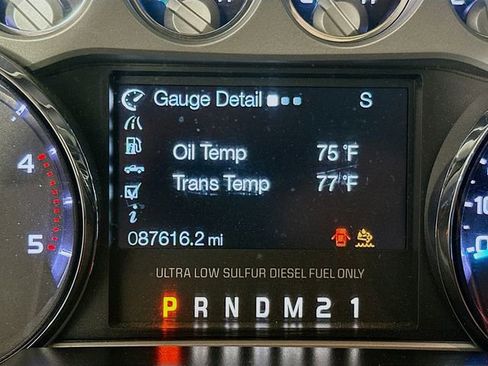 Gauge Detail S
Oil Temp 75°F
Trans Temp 77°F
087616.2 mi
ULTRA LOW SULFUR DIESEL FUEL ONLY
P R N D M 2 1
4
5